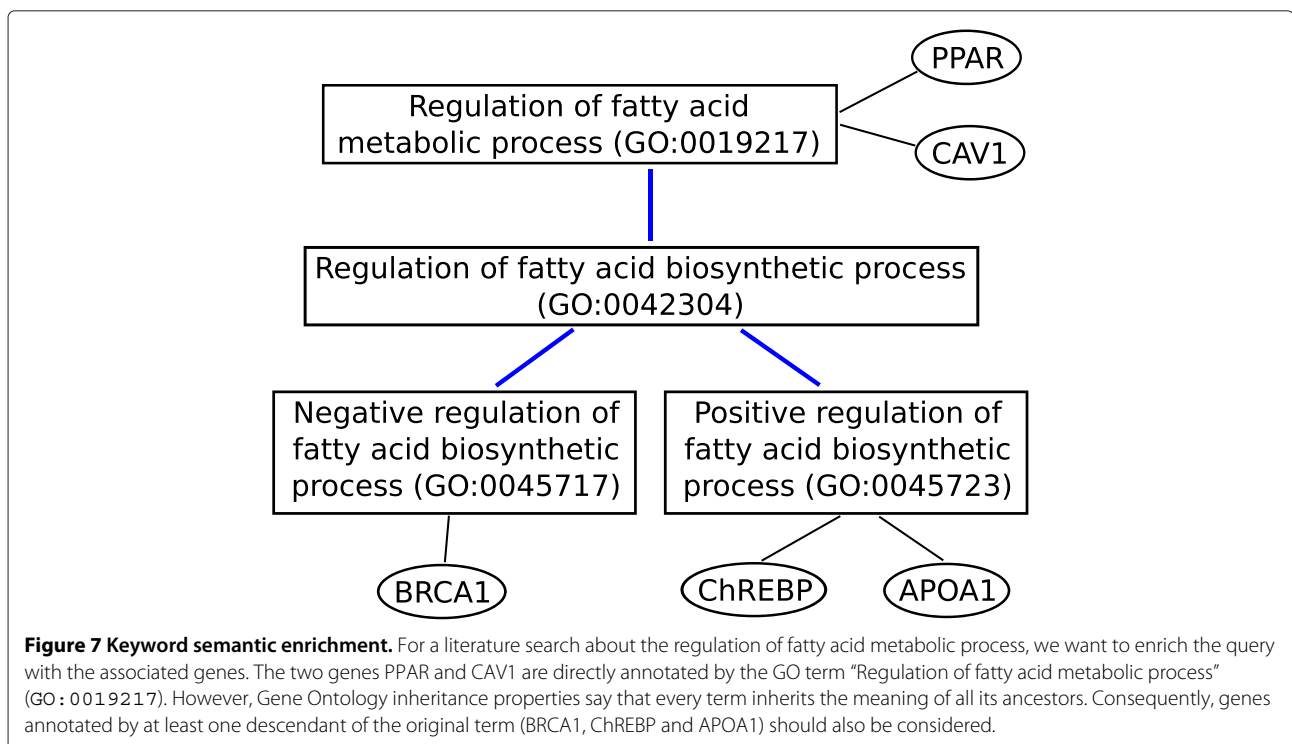 PPAR
Regulation of fatty acid
metabolic process (GO:0019217)
CAV1
Regulation of fatty acid biosynthetic process
(GO:0042304)
Negative regulation of
fatty acid biosynthetic
process (GO:0045717)
Positive regulation of
fatty acid biosynthetic
process (GO:0045723)
BRCA1
ChREBP
APOA1
Figure 7 Keyword semantic enrichment. For a literature search about the regulation of fatty acid metabolic process, we want to enrich the query
with the associated genes. The two genes PPAR and CAV1 are directly annotated by the GO term “Regulation of fatty acid metabolic process”
(GO:0019217). However, Gene Ontology inheritance properties say that every term inherits the meaning of all its ancestors. Consequently, genes
annotated by at least one descendant of the original term (BRCA1, ChREBP and APOA1) should also be considered.